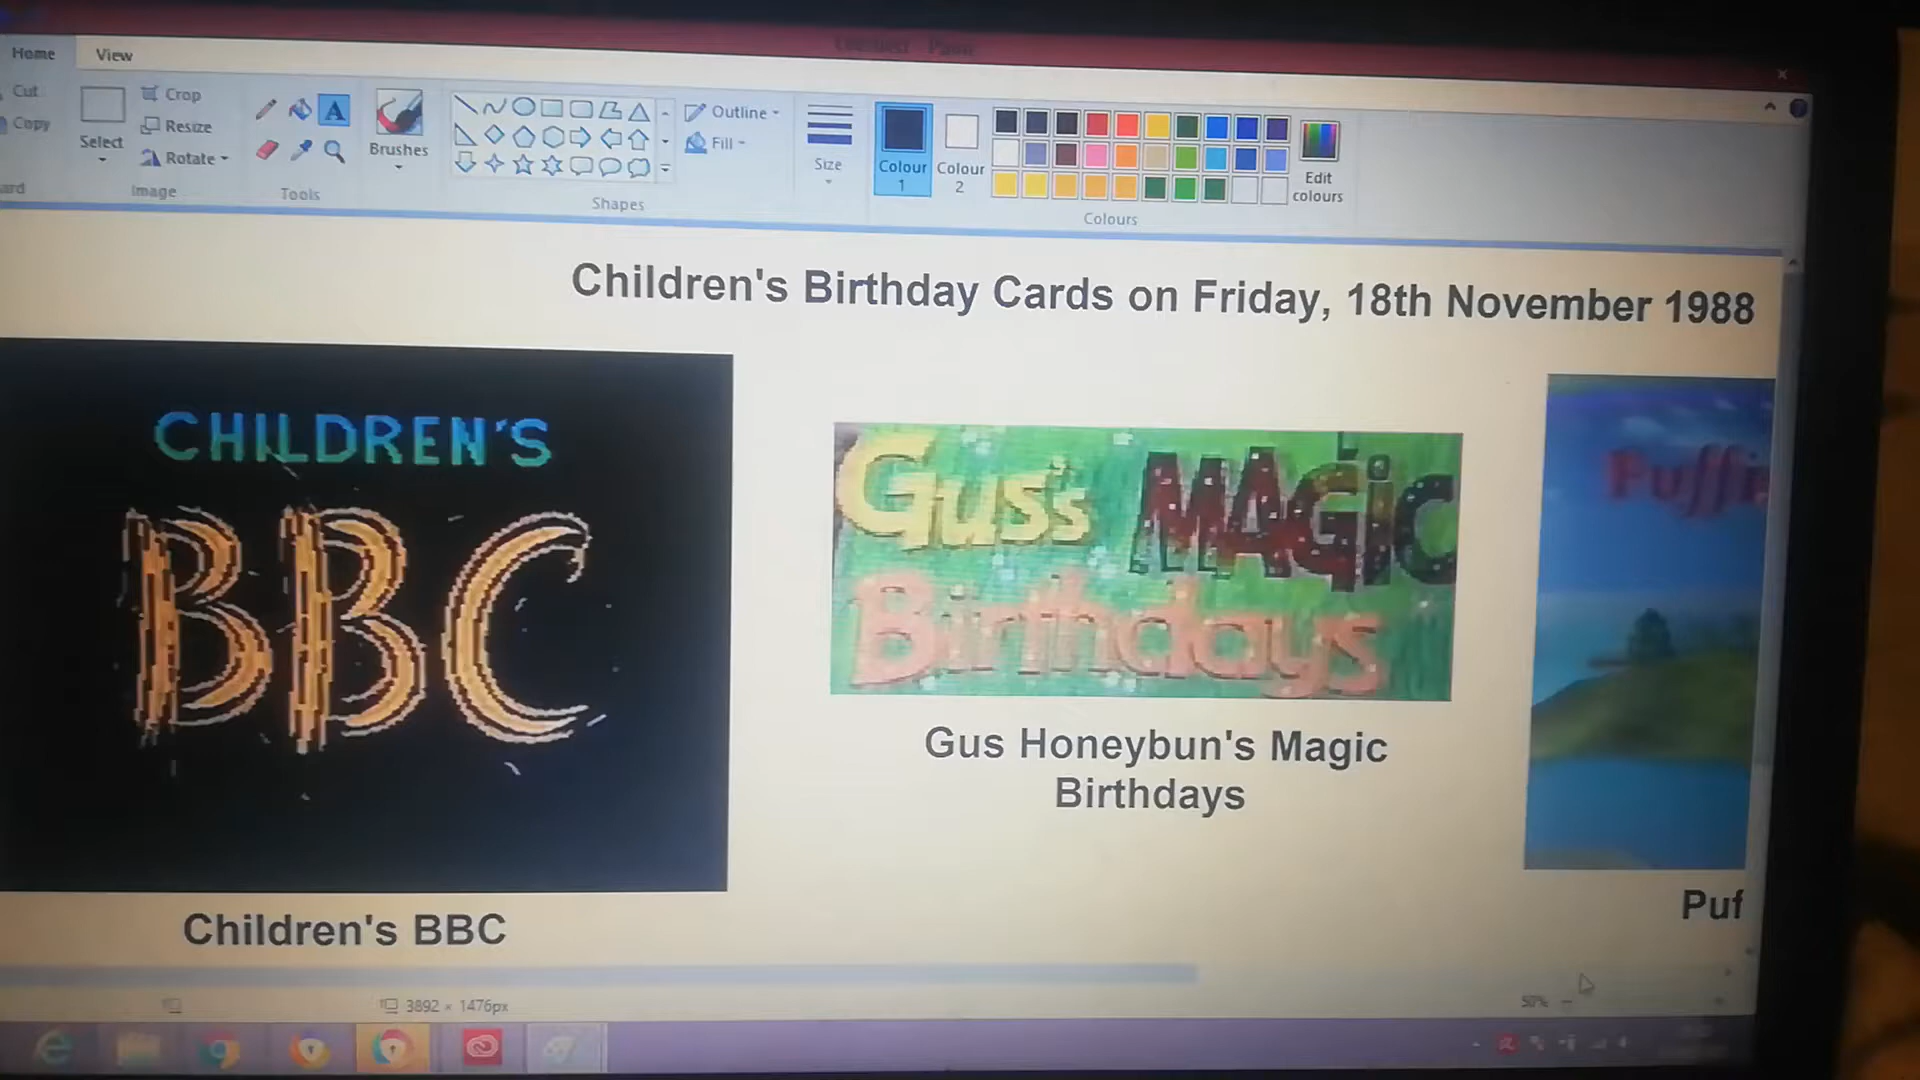 Home View
Cut
Copy
Select
Crop
Resize
Rotate
Image
Tools
Brushes
Shapes
Outline
Fill
Size
Colour 1
Colour 2
Edit colours
Colours
Children's Birthday Cards on Friday, 18th November 1988
CHILDREN'S
BBC
Gus's MAGic
Birthdays
Puffi
Gus Honeybun's Magic
Birthdays
Children's BBC
Puf
3892 × 1476px
50%